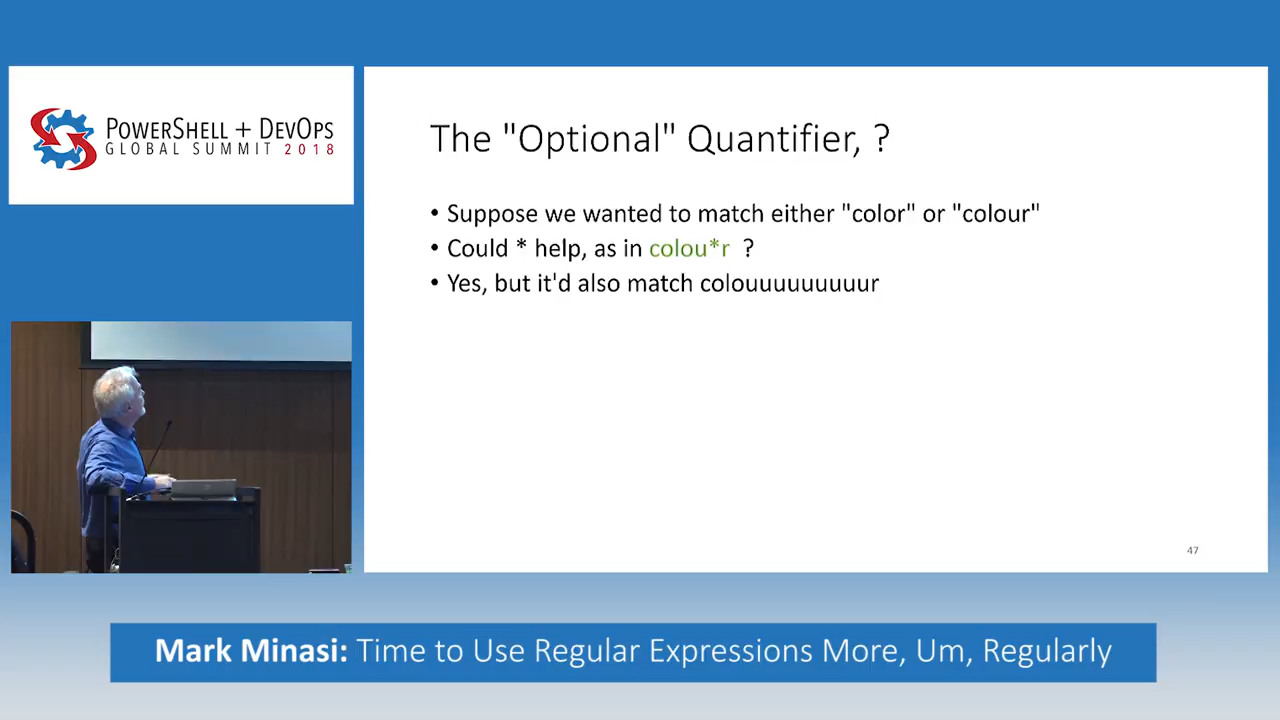 POWERSHELL + DEVOPS
GLOBAL SUMMIT 2018
The "Optional" Quantifier, ?
• Suppose we wanted to match either "color" or "colour"
• Could * help, as in colou*r ?
• Yes, but it'd also match colouuuuuuuuuur
47
Mark Minasi: Time to Use Regular Expressions More, Um, Regularly